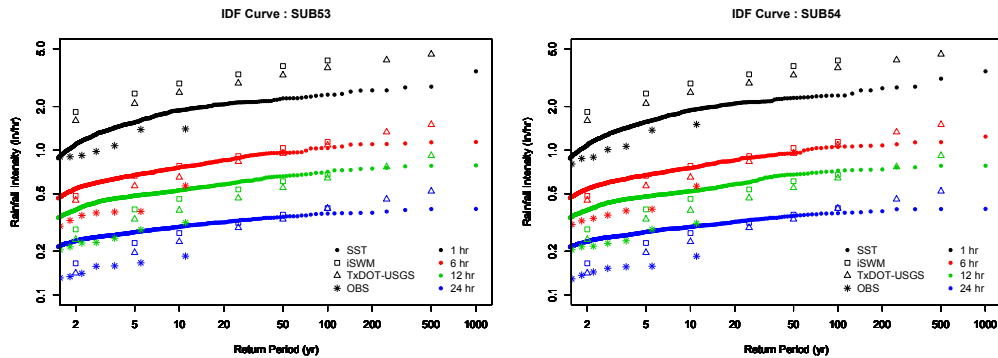 IDF Curve : SUB53
Rainfall Intensity (in/hr)
5.0
2.0
1.0
0.5
0.2
0.1
SST 1 hr
iSWM 6 hr
TxDOT-USGS 12 hr
OBS 24 hr
2 5 10 20 50 100 200 500 1000
Return Period (yr)
IDF Curve : SUB54
Rainfall Intensity (in/hr)
5.0
2.0
1.0
0.5
0.2
0.1
SST 1 hr
iSWM 6 hr
TxDOT-USGS 12 hr
OBS 24 hr
2 5 10 20 50 100 200 500 1000
Return Period (yr)